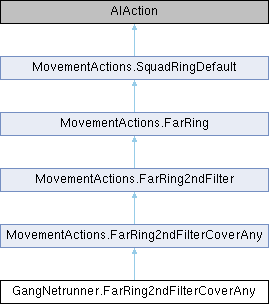 AIAction
MovementActions.SquadRingDefault
MovementActions.FarRing
MovementActions.FarRing2ndFilter
MovementActions.FarRing2ndFilterCoverAny
GangNetrunner.FarRing2ndFilterCoverAny